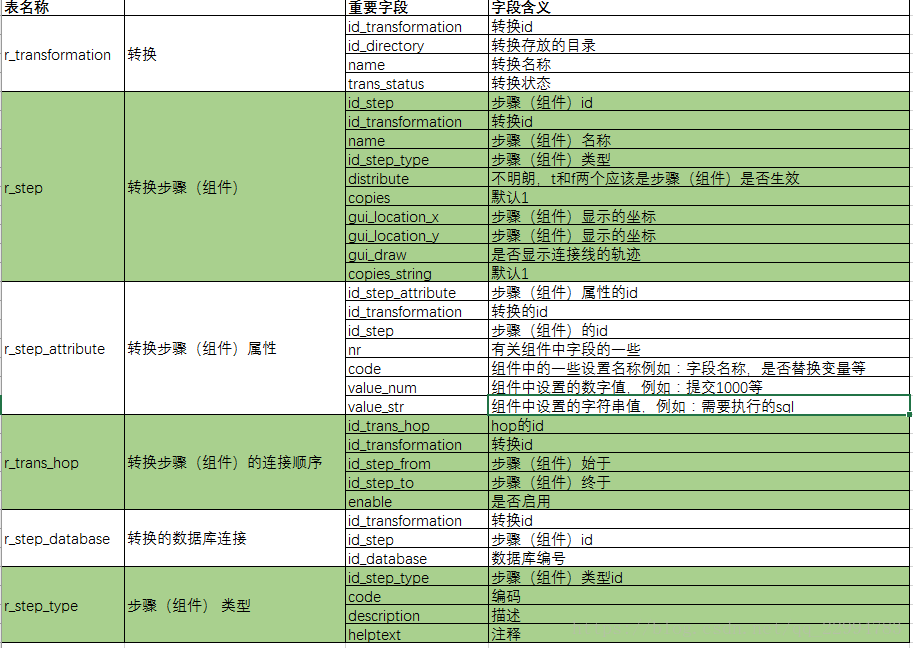 表名称 重要字段 字段含义
r_transformation 转换 id_transformation 转换id
id_directory 转换存放的目录
name 转换名称
trans_status 转换状态
r_step 转换步骤（组件） id_step 步骤（组件）id
id_transformation 转换id
name 步骤（组件）名称
id_step_type 步骤（组件）类型
distribute 不明朗，t和f两个应该是步骤（组件）是否生效
copies 默认1
gui_location_x 步骤（组件）显示的坐标
gui_location_y 步骤（组件）显示的坐标
gui_draw 是否显示连接线的轨迹
copies_string 默认1
r_step_attribute 转换步骤（组件）属性 id_step_attribute 步骤（组件）属性的id
id_transformation 转换的id
id_step 步骤（组件）的id
nr 有关组件中字段的一些
code 组件中的一些设置名称例如：字段名称，是否替换变量等
value_num 组件中设置的数字值，例如：提交1000等
value_str 组件中设置的字符串值，例如：需要执行的sql
r_trans_hop 转换步骤（组件）的连接顺序 id_trans_hop hop的id
id_transformation 转换id
id_step_from 步骤（组件）始于
id_step_to 步骤（组件）终于
enable 是否启用
r_step_database 转换的数据库连接 id_transformation 转换id
id_step 步骤（组件）id
id_database 数据库编号
r_step_type 步骤（组件） 类型 id_step_type 步骤（组件）类型id
code 编码
description 描述
helptext 注释